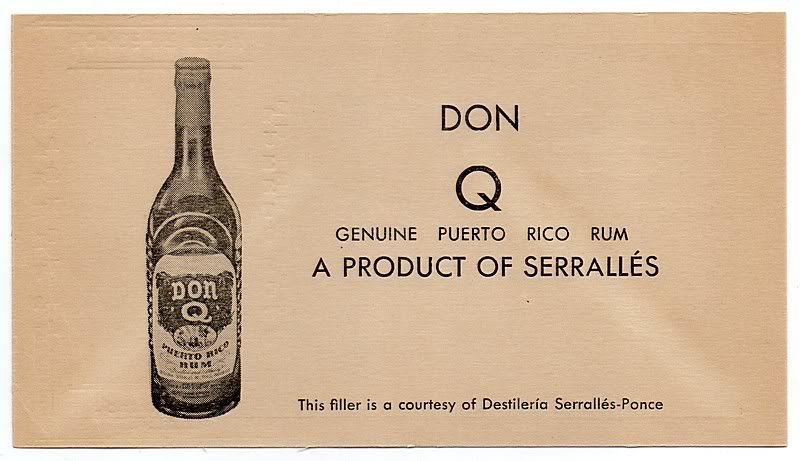 DON
Q
GENUINE PUERTO RICO RUM
A PRODUCT OF SERRALLÉS
DON
Q
PUERTO RICO
RUM
This filler is a courtesy of Destilería Serrallés-Ponce